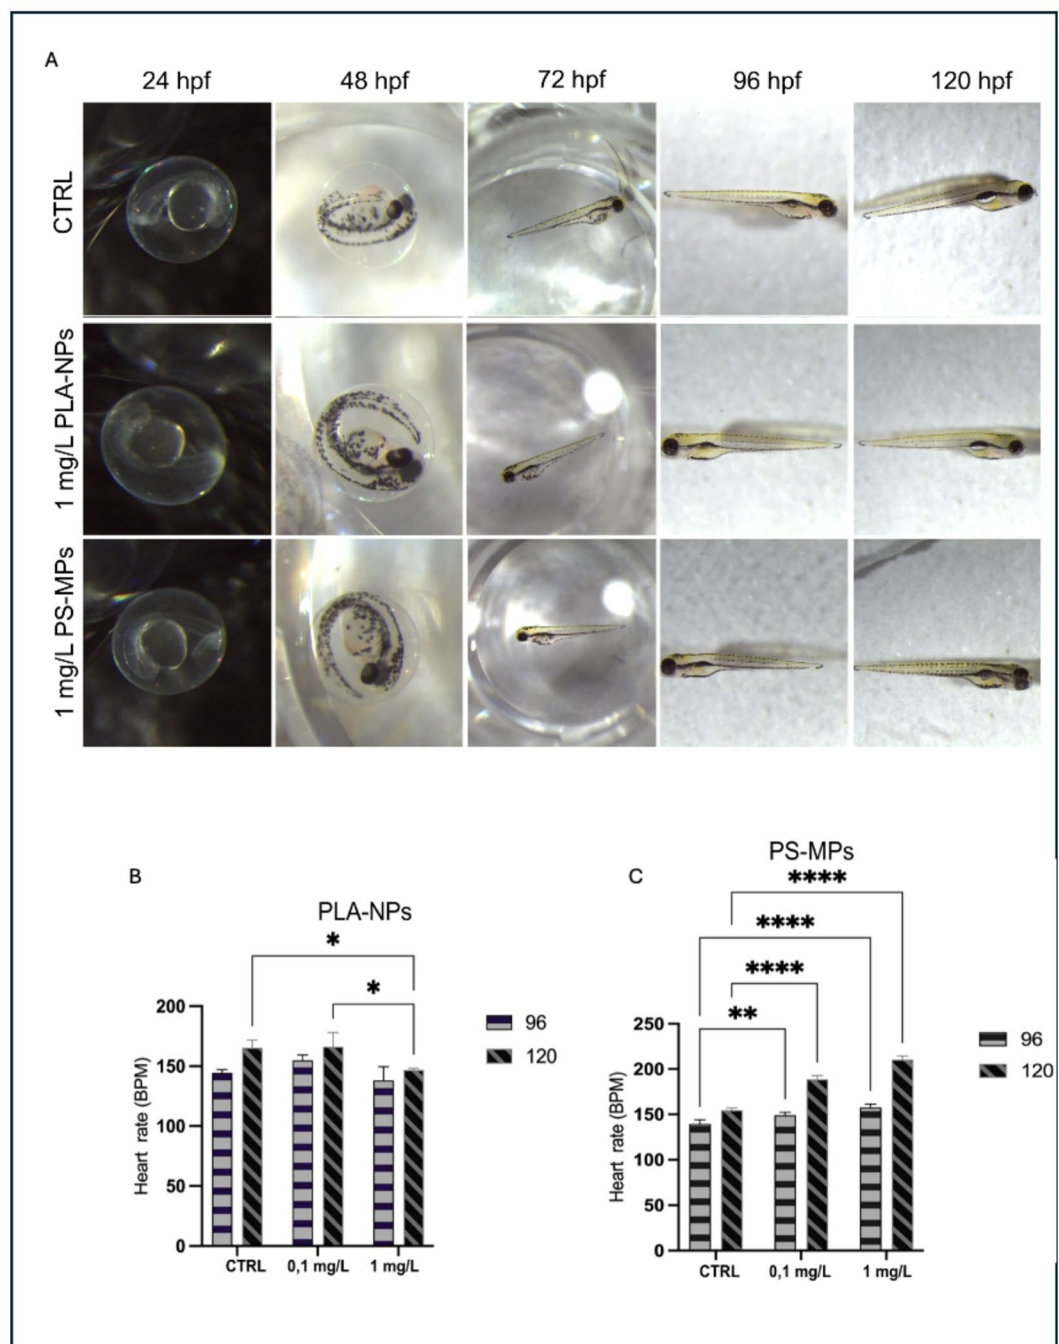 A
24 hpf 48 hpf 72 hpf 96 hpf 120 hpf
CTRL
1 mg/L PLA-NPs
1 mg/L PS-MPs
B
PLA-NPs
*
*
200
150
100
50
0
Heart rate (BPM)
CTRL 0,1 mg/L 1 mg/L
96
120
C
PS-MPs
****
****
****
**
250
200
150
100
50
0
Heart rate (BPM)
CTRL 0,1 mg/L 1 mg/L
96
120